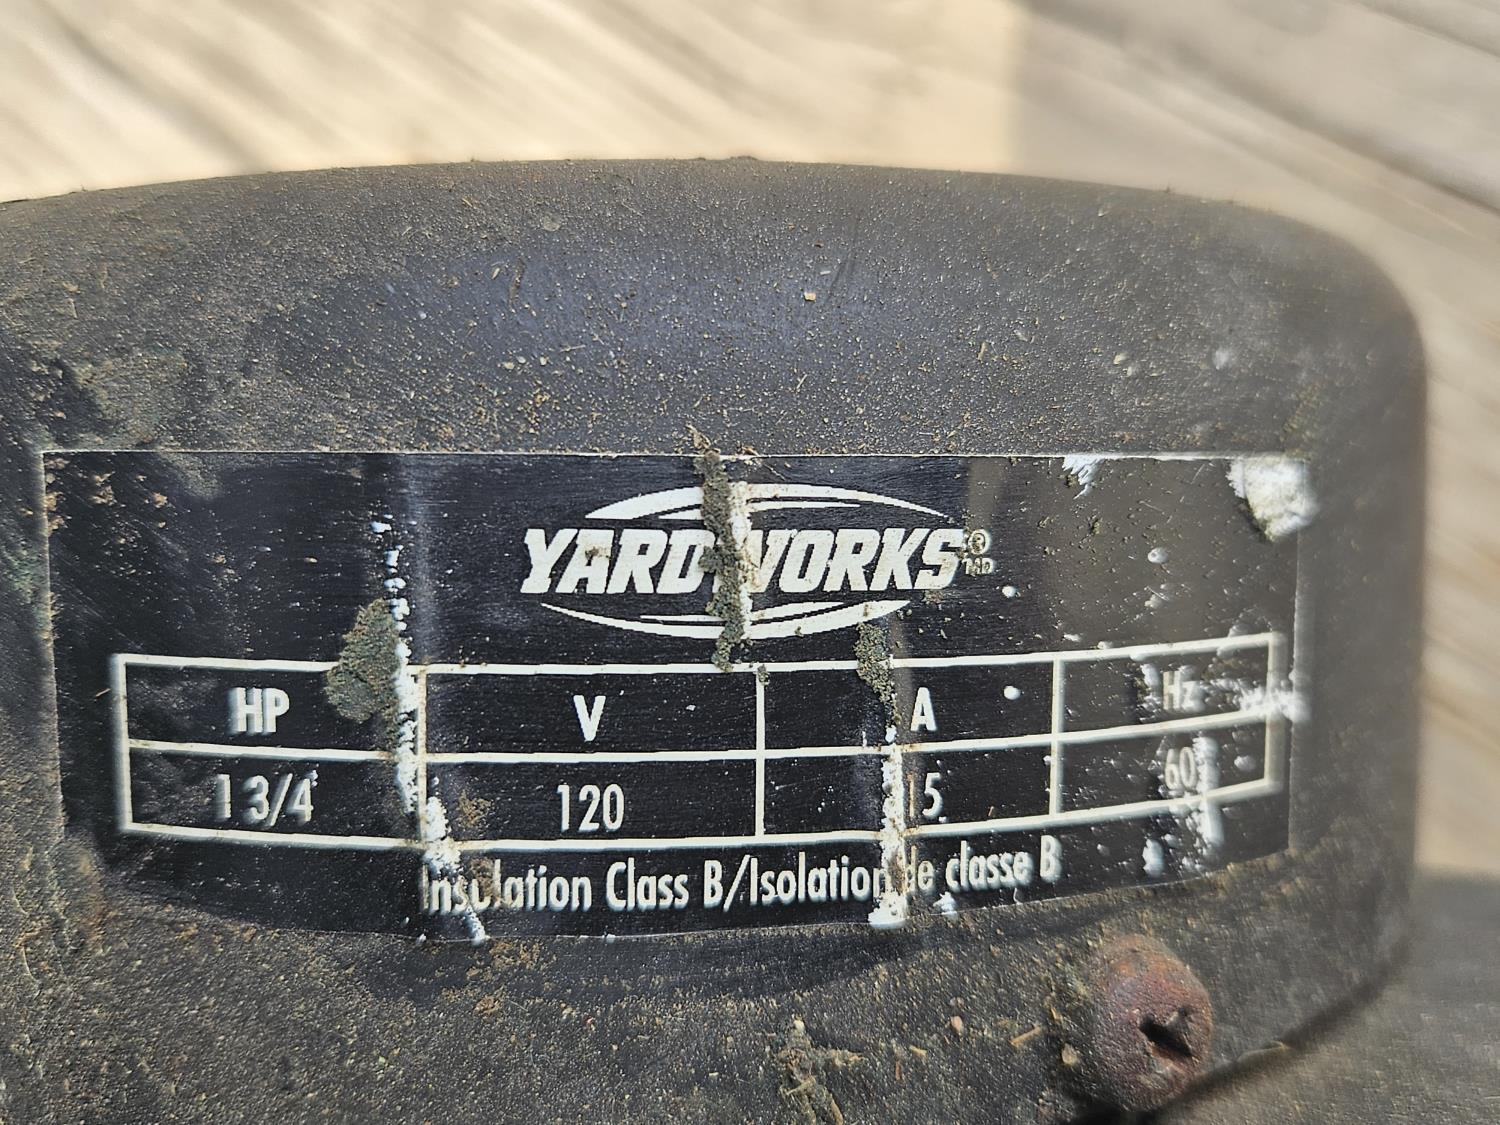 YARDWORKS®
MD
HP V A Hz
1 3/4 120 15 60
Insulation Class B/Isolation de classe B